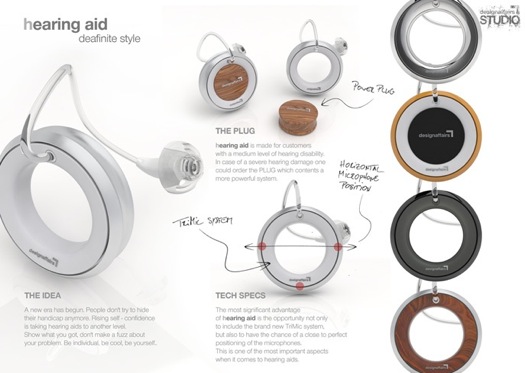 hearing aid
deafinite style
designaffairs
STUDIO
POWER PLUG
THE PLUG
hearing aid is made for customers
with a medium level of hearing disability.
In case of a severe hearing damage one
could order the PLUG which contents a
more powerful system.
HORIZONTAL
MICROPHONE
POSITION
TriMic SYSTEM
designaffairs
designaffairs
designaffairs
designaffairs
designaffairs
designaffairs
THE IDEA
A new era has begun. People don't try to hide
their handicap anymore. Rising self - confidence
is taking hearing aids to another level.
Show what you got, don't make a fuzz about
your problem. Be individual, be cool, be yourself.
TECH SPECS
The most significant advantage
of hearing aid is the opportunity not only
to include the brand new TriMic system,
but also to have the chance of a close to perfect
positioning of the microphones.
This is one of the most important aspects
when it comes to hearing aids.